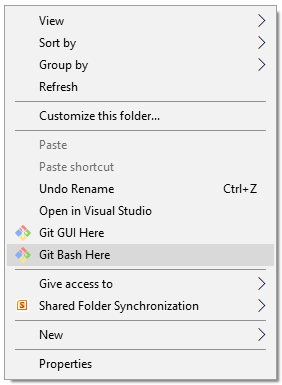 View
Sort by
Group by
Refresh
Customize this folder...
Paste
Paste shortcut
Undo Rename Ctrl+Z
Open in Visual Studio
Git GUI Here
Git Bash Here
Give access to
S Shared Folder Synchronization
New
Properties